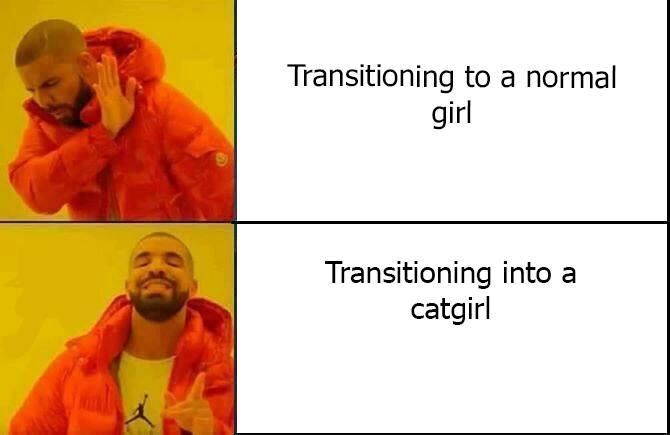 Transitioning to a normal
girl
Transitioning into a
catgirl